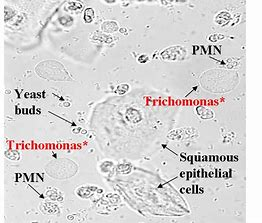 PMN
Yeast
buds
Trichomonas*
Trichomonas*
Squamous
epithelial
cells
PMN